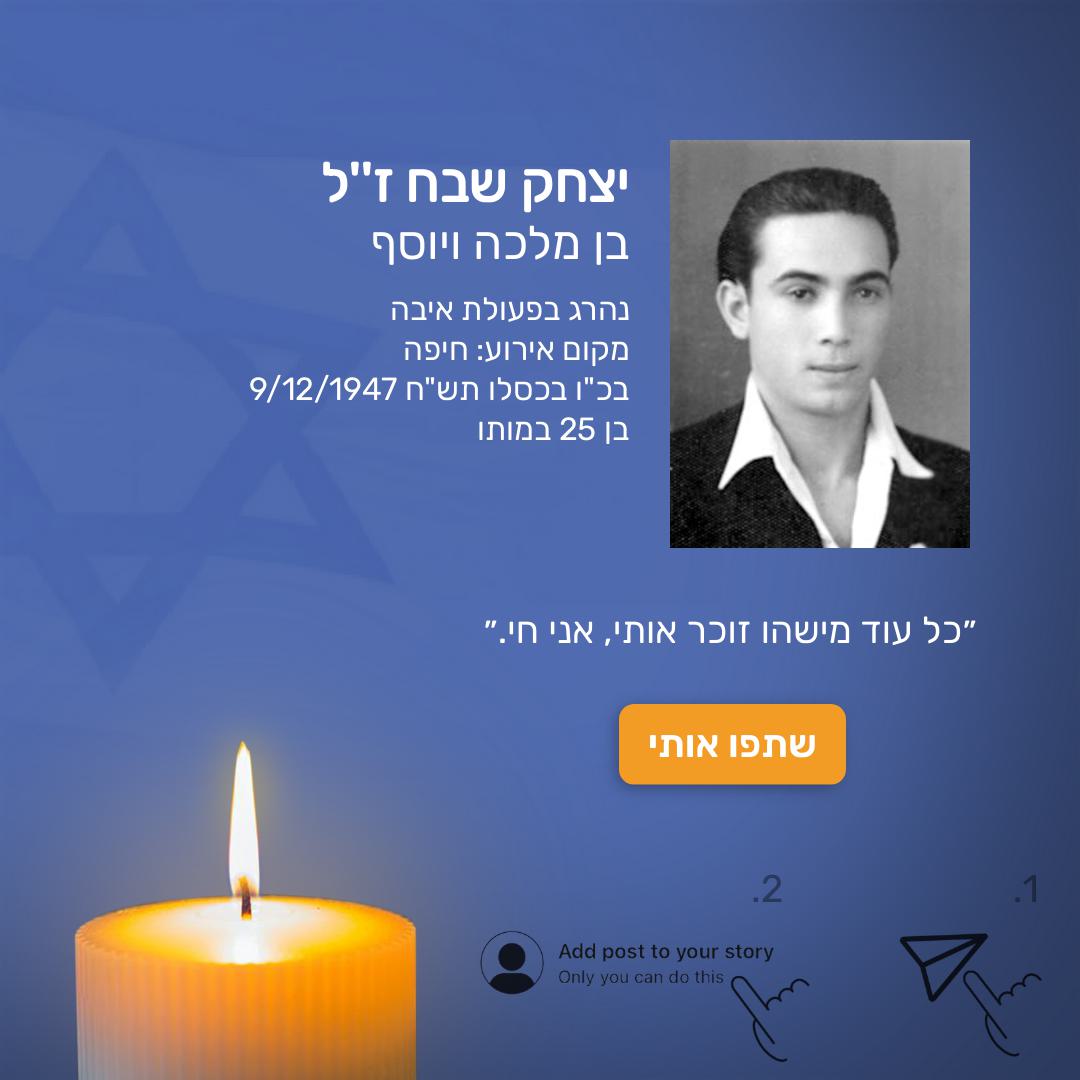 יצחק שבח ז''ל
בן מלכה ויוסף
נהרג בפעולת איבה
מקום אירוע: חיפה
בכ"ו בכסלו תש"ח 9/12/1947
בן 25 במותו
״כל עוד מישהו זוכר אותי, אני חי.״
שתפו אותי
1.
2.
Add post to your story
Only you can do this